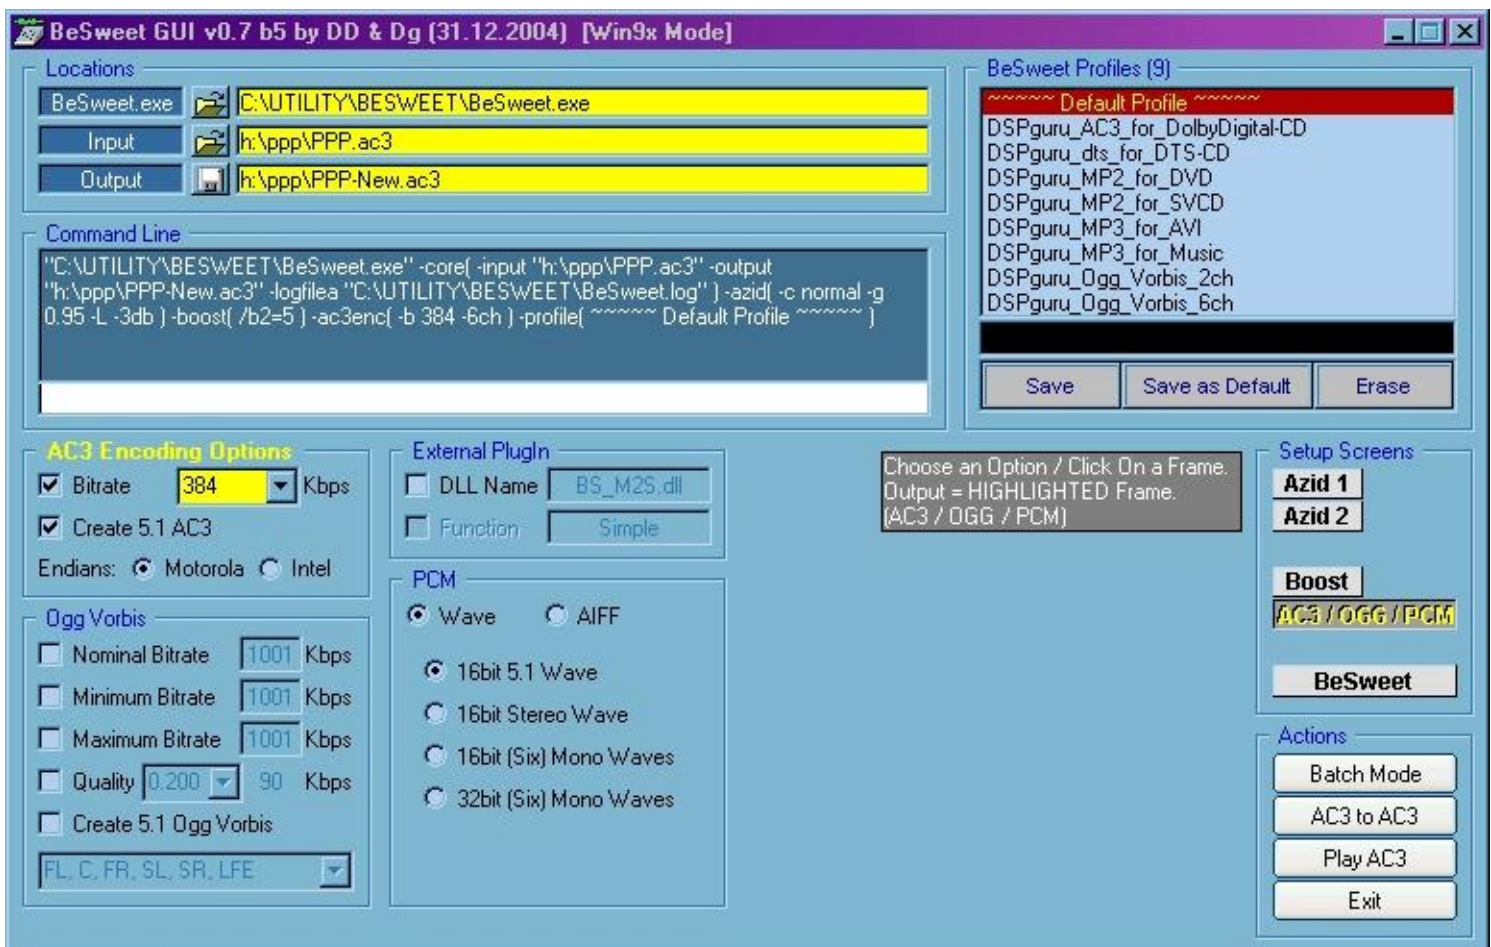 BeSweet GUI v0.7 b5 by DD & Dg (31.12.2004) [Win9x Mode]
Locations
BeSweet.exe C:\UTILITY\BESWEET\BeSweet.exe
Input h:\ppp\PPP.ac3
Output h:\ppp\PPP-New.ac3
Command Line
"C:\UTILITY\BESWEET\BeSweet.exe" -core( -input "h:\ppp\PPP.ac3" -output
"h:\ppp\PPP-New.ac3" -logfilea "C:\UTILITY\BESWEET\BeSweet.log" ) -azid( -c normal -g
0.95 -L -3db ) -boost( /b2=5 ) -ac3enc( -b 384 -6ch ) -profile( ~~~~~ Default Profile ~~~~~ )
BeSweet Profiles (9)
~~~~~ Default Profile ~~~~~
DSPguru_AC3_for_DolbyDigital-CD
DSPguru_dts_for_DTS-CD
DSPguru_MP2_for_DVD
DSPguru_MP2_for_SVCD
DSPguru_MP3_for_AVI
DSPguru_MP3_for_Music
DSPguru_Ogg_Vorbis_2ch
DSPguru_Ogg_Vorbis_6ch
Save Save as Default Erase
AC3 Encoding Options
Bitrate 384 Kbps
Create 5.1 AC3
Endians: Motorola Intel
Ogg Vorbis
Nominal Bitrate 1001 Kbps
Minimum Bitrate 1001 Kbps
Maximum Bitrate 1001 Kbps
Quality 0.200 90 Kbps
Create 5.1 Ogg Vorbis
FL, C, FR, SL, SR, LFE
External PlugIn
DLL Name BS_M2S.dll
Function Simple
PCM
Wave AIFF
16bit 5.1 Wave
16bit Stereo Wave
16bit (Six) Mono Waves
32bit (Six) Mono Waves
Choose an Option / Click On a Frame.
Output = HIGHLIGHTED Frame.
(AC3 / OGG / PCM)
Setup Screens
Azid 1
Azid 2
Boost
AC3 / OGG / PCM
BeSweet
Actions
Batch Mode
AC3 to AC3
Play AC3
Exit